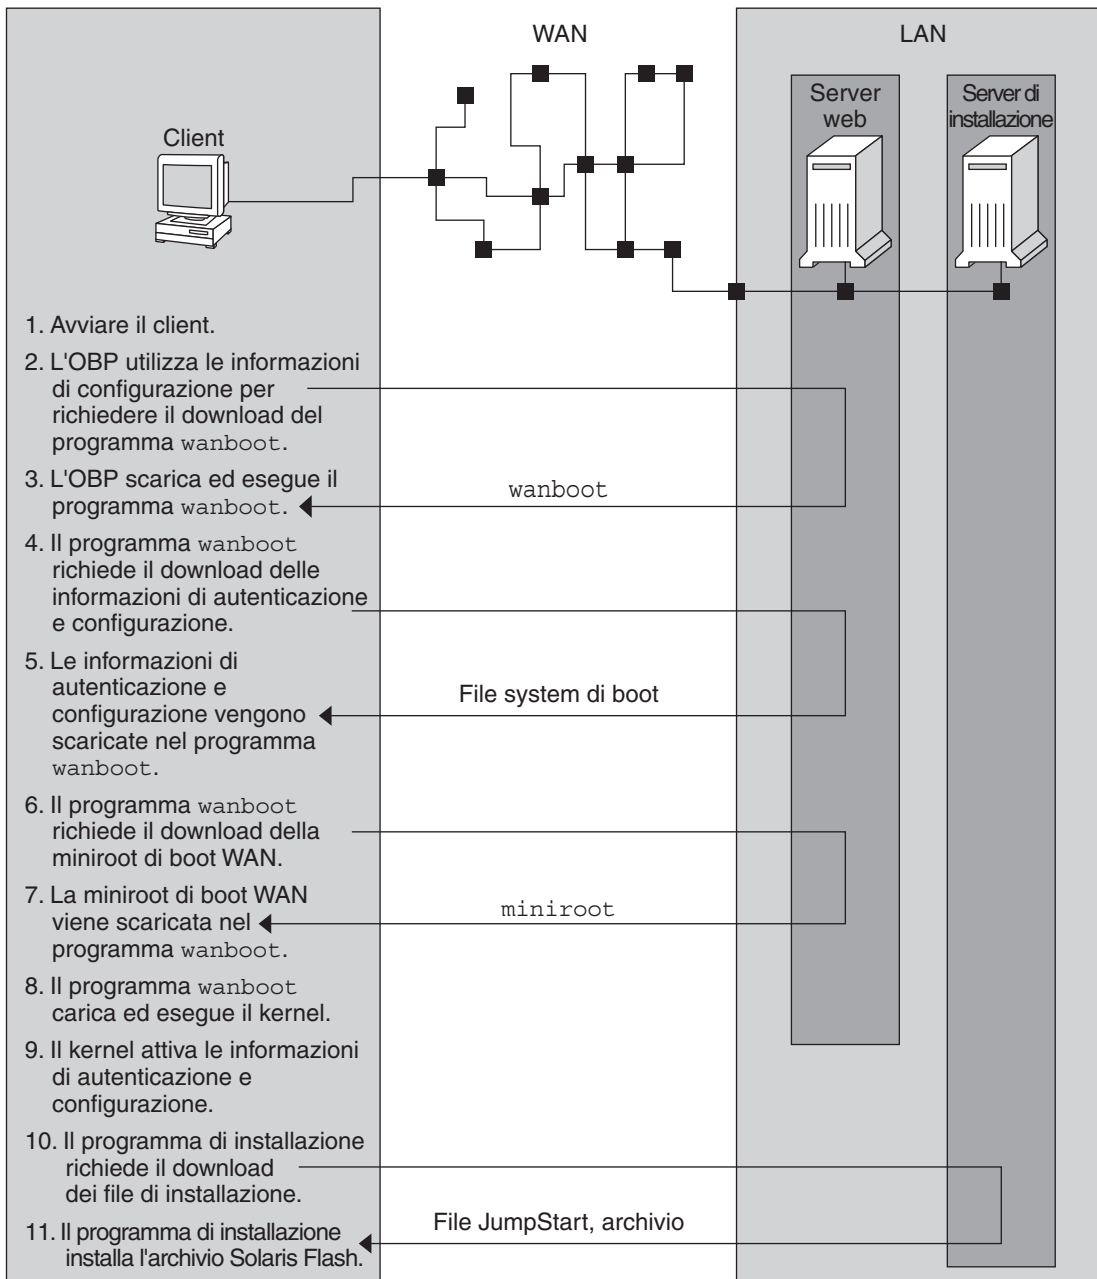 WAN
LAN
Client
Server
web
Server di
installazione
1. Avviare il client.
2. L'OBP utilizza le informazioni
di configurazione per
richiedere il download del
programma wanboot.
3. L'OBP scarica ed esegue il
programma wanboot.
wanboot
4. Il programma wanboot
richiede il download delle
informazioni di autenticazione
e configurazione.
5. Le informazioni di
autenticazione e
configurazione vengono
scaricate nel programma
wanboot.
File system di boot
6. Il programma wanboot
richiede il download della
miniroot di boot WAN.
7. La miniroot di boot WAN
viene scaricata nel
programma wanboot.
miniroot
8. Il programma wanboot
carica ed esegue il kernel.
9. Il kernel attiva le informazioni
di autenticazione e
configurazione.
10. Il programma di installazione
richiede il download
dei file di installazione.
11. Il programma di installazione
installa l'archivio Solaris Flash.
File JumpStart, archivio